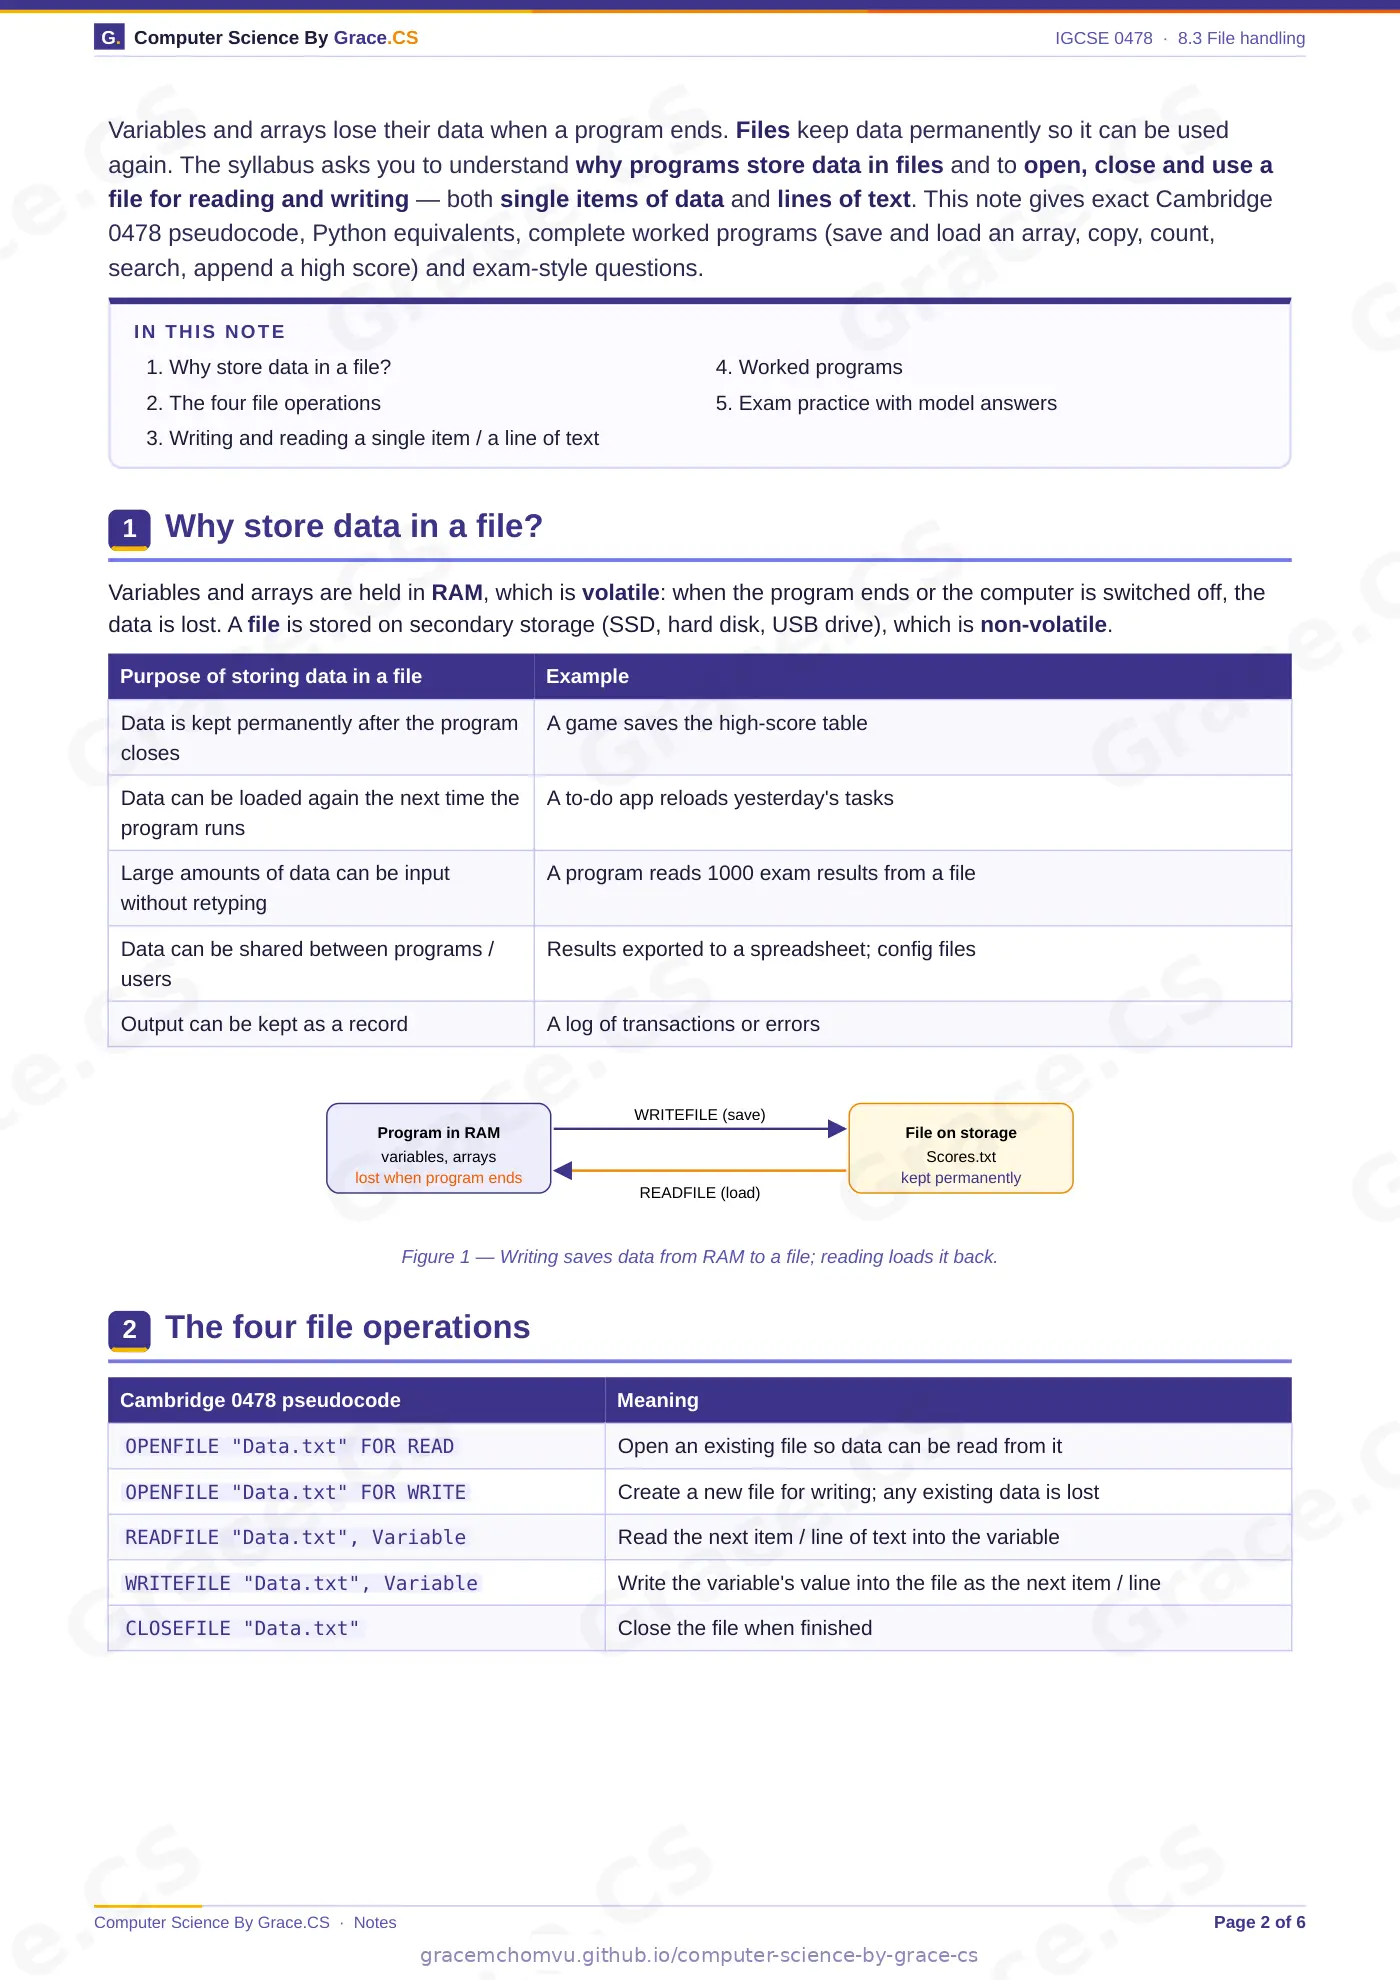 G. Computer Science By Grace.CS
IGCSE 0478 · 8.3 File handling
Variables and arrays lose their data when a program ends. Files keep data permanently so it can be used
again. The syllabus asks you to understand why programs store data in files and to open, close and use a
file for reading and writing — both single items of data and lines of text. This note gives exact Cambridge
0478 pseudocode, Python equivalents, complete worked programs (save and load an array, copy, count,
search, append a high score) and exam-style questions.
IN THIS NOTE
1. Why store data in a file?
2. The four file operations
3. Writing and reading a single item / a line of text
4. Worked programs
5. Exam practice with model answers
1 Why store data in a file?
Variables and arrays are held in RAM, which is volatile: when the program ends or the computer is switched off, the
data is lost. A file is stored on secondary storage (SSD, hard disk, USB drive), which is non-volatile.
Purpose of storing data in a file
Example
Data is kept permanently after the program
closes
A game saves the high-score table
Data can be loaded again the next time the
program runs
A to-do app reloads yesterday's tasks
Large amounts of data can be input
without retyping
A program reads 1000 exam results from a file
Data can be shared between programs /
users
Results exported to a spreadsheet; config files
Output can be kept as a record
A log of transactions or errors
Program in RAM
variables, arrays
lost when program ends
WRITEFILE (save)
READFILE (load)
File on storage
Scores.txt
kept permanently
Figure 1 — Writing saves data from RAM to a file; reading loads it back.
2 The four file operations
Cambridge 0478 pseudocode
Meaning
OPENFILE "Data.txt" FOR READ
Open an existing file so data can be read from it
OPENFILE "Data.txt" FOR WRITE
Create a new file for writing; any existing data is lost
READFILE "Data.txt", Variable
Read the next item / line of text into the variable
WRITEFILE "Data.txt", Variable
Write the variable's value into the file as the next item / line
CLOSEFILE "Data.txt"
Close the file when finished
Computer Science By Grace.CS · Notes
Page 2 of 6
gracemchomvu.github.io/computer-science-by-grace-cs
Grace.CS